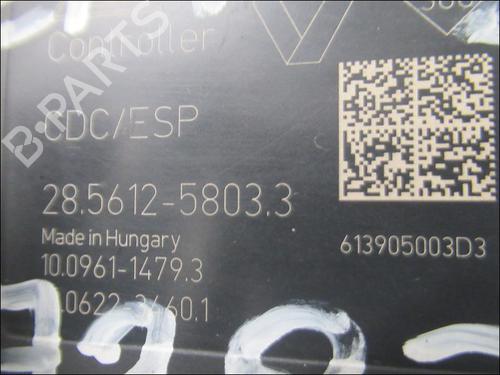 Controller
CDC/ESP
28.5612-5803.3
Made in Hungary
10.0961-1479.3
613905003D3
B-PARTS